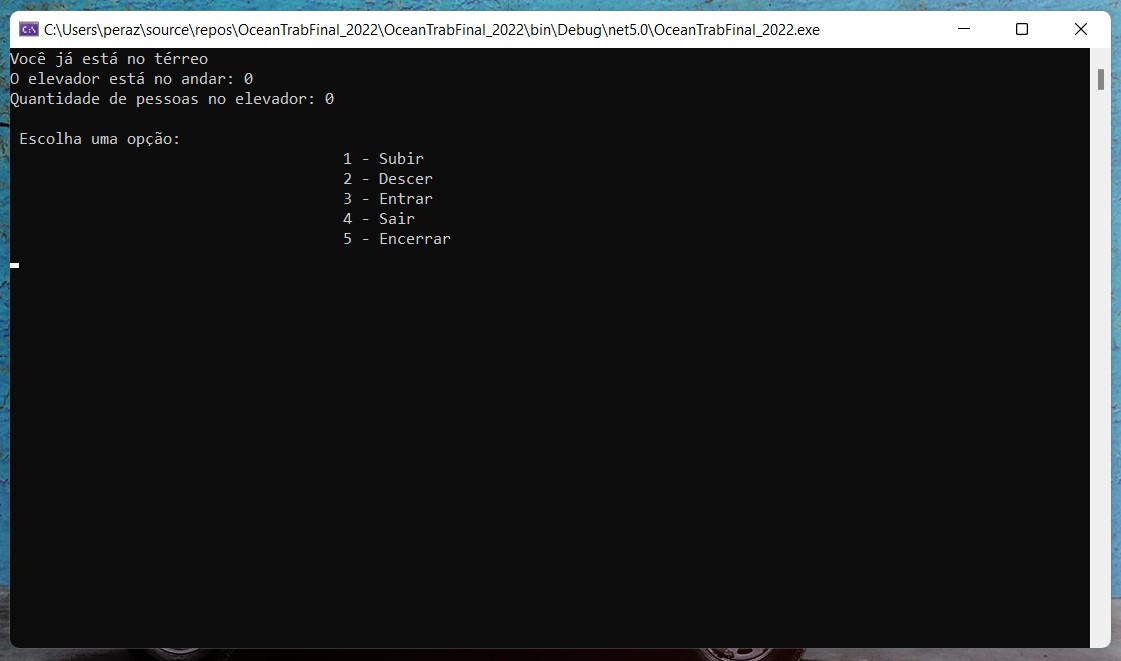 C:\Users\peraz\source\repos\OceanTrabFinal_2022\OceanTrabFinal_2022\bin\Debug\net5.0\OceanTrabFinal_2022.exe
Você já está no térreo
O elevador está no andar: 0
Quantidade de pessoas no elevador: 0
Escolha uma opção:
1 - Subir
2 - Descer
3 - Entrar
4 - Sair
5 - Encerrar